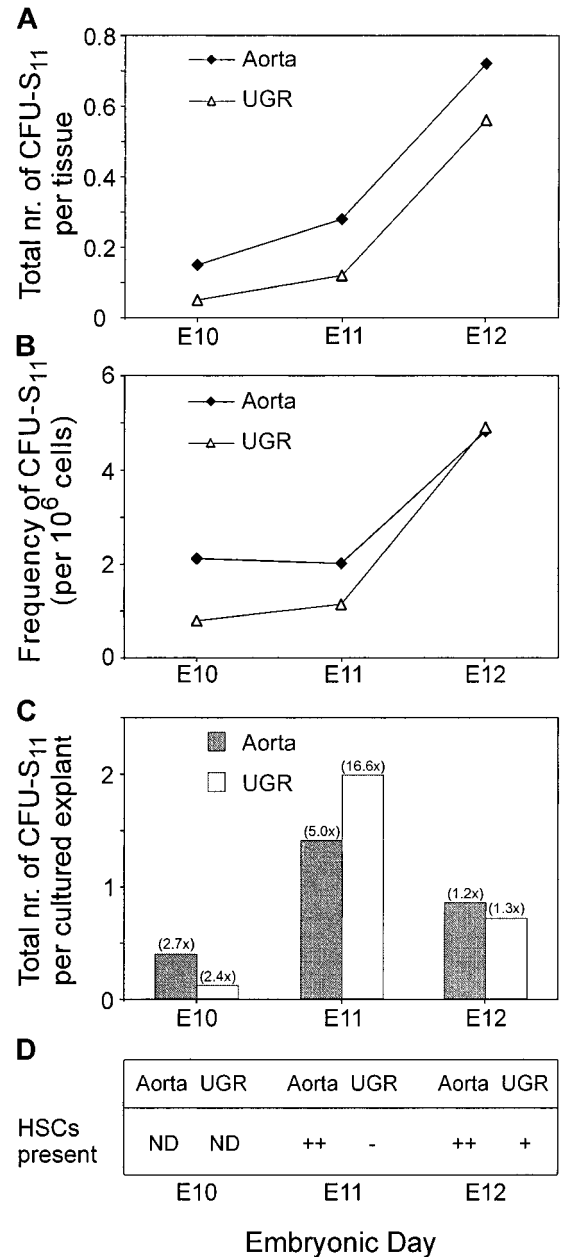 A
Total nr. of CFU-S11
per tissue
0.8
0.6
0.4
0.2
0
Aorta
UGR
E10 E11 E12
B
Frequency of CFU-S11
(per 10^6 cells)
6
4
2
0
Aorta
UGR
E10 E11 E12
C
Total nr. of CFU-S11
per cultured explant
2
1
0
Aorta
UGR
(2.7x) (2.4x) (5.0x) (16.6x) (1.2x) (1.3x)
E10 E11 E12
D
Aorta UGR Aorta UGR Aorta UGR
HSCs
present
ND ND ++ - ++ +
E10 E11 E12
Embryonic Day